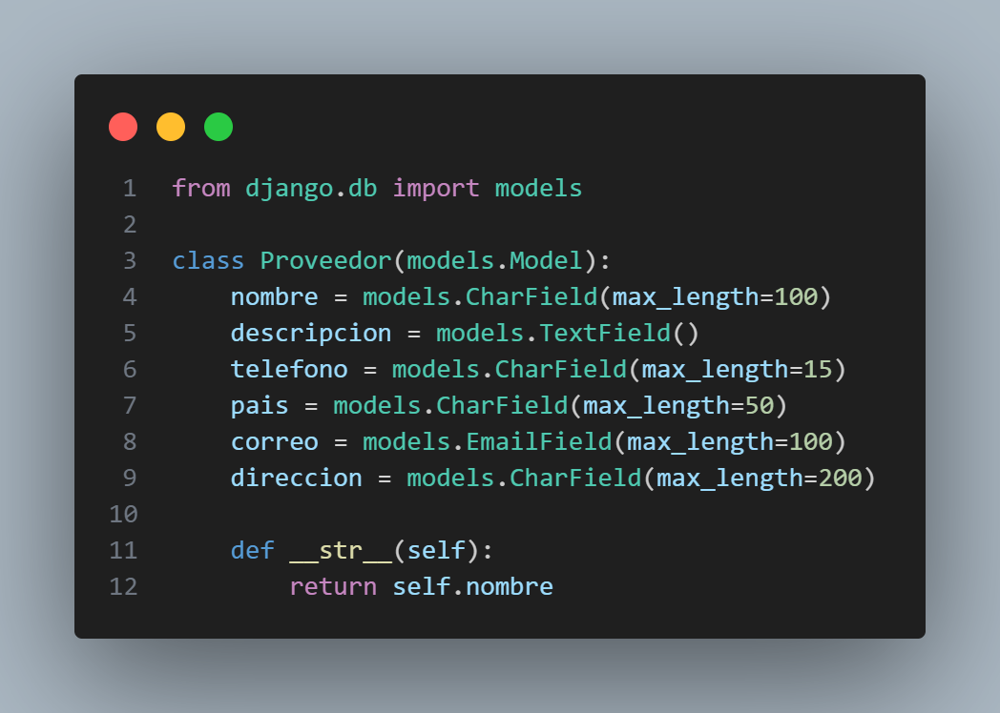 1 from django.db import models
2
3 class Proveedor(models.Model):
4     nombre = models.CharField(max_length=100)
5     descripcion = models.TextField()
6     telefono = models.CharField(max_length=15)
7     pais = models.CharField(max_length=50)
8     correo = models.EmailField(max_length=100)
9     direccion = models.CharField(max_length=200)
10
11     def __str__(self):
12         return self.nombre